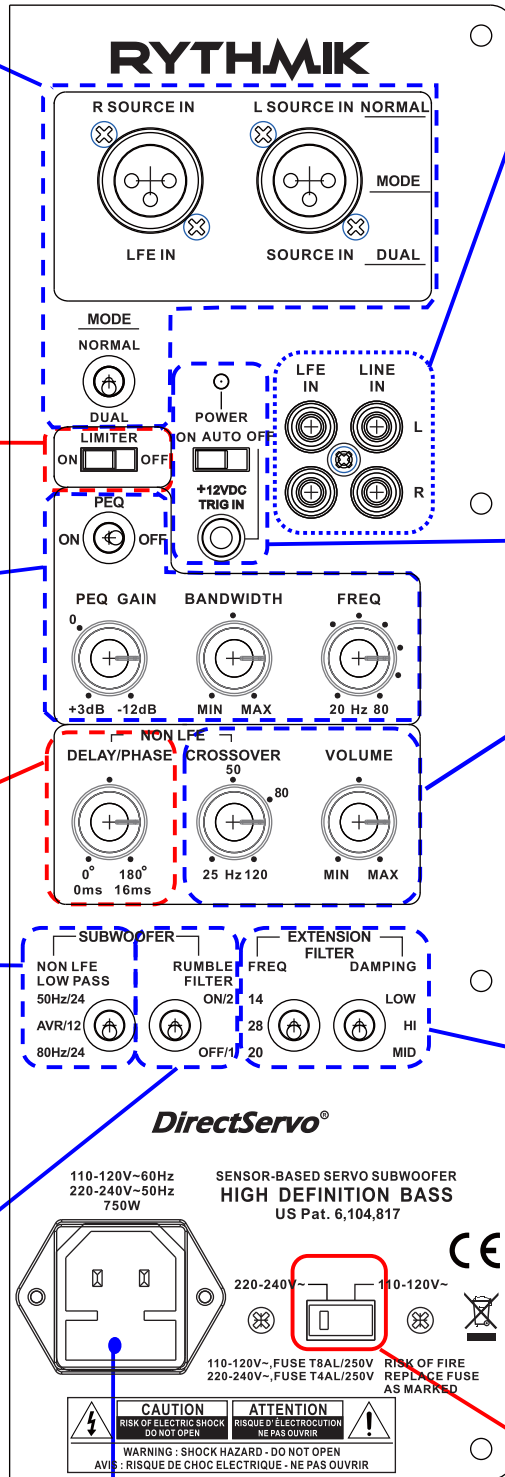 RYTHMIK
R SOURCE IN L SOURCE IN NORMAL
MODE
LFE IN SOURCE IN DUAL
MODE
NORMAL
DUAL
LFE IN LINE IN
L
R
POWER
ON AUTO OFF
+12VDC
TRIG IN
LIMITER
ON OFF
PEQ
ON OFF
PEQ GAIN BANDWIDTH FREQ
0
+3dB -12dB MIN MAX 20 Hz 80
NON LFE
DELAY/PHASE CROSSOVER VOLUME
50
80
0° 180° 25 Hz 120 MIN MAX
0ms 16ms
SUBWOOFER EXTENSION
FILTER
NON LFE RUMBLE FREQ DAMPING
LOW PASS FILTER
50Hz/24 ON/2 14 LOW
AVR/12 28 HI
80Hz/24 OFF/1 20 MID
DirectServo®
110-120V~60Hz
220-240V~50Hz
750W
SENSOR-BASED SERVO SUBWOOFER
HIGH DEFINITION BASS
US Pat. 6,104,817
CE
220-240V~ 110-120V~
110-120V~,FUSE T8AL/250V RISK OF FIRE
220-240V~,FUSE T4AL/250V REPLACE FUSE
AS MARKED
CAUTION ATTENTION
RISK OF ELECTRIC SHOCK RISQUE D'ÉLECTROCUTION
DO NOT OPEN NE PAS OUVRIR
WARNING : SHOCK HAZARD - DO NOT OPEN
AVIS : RISQUE DE CHOC ELECTRIQUE - NE PAS OUVRIR